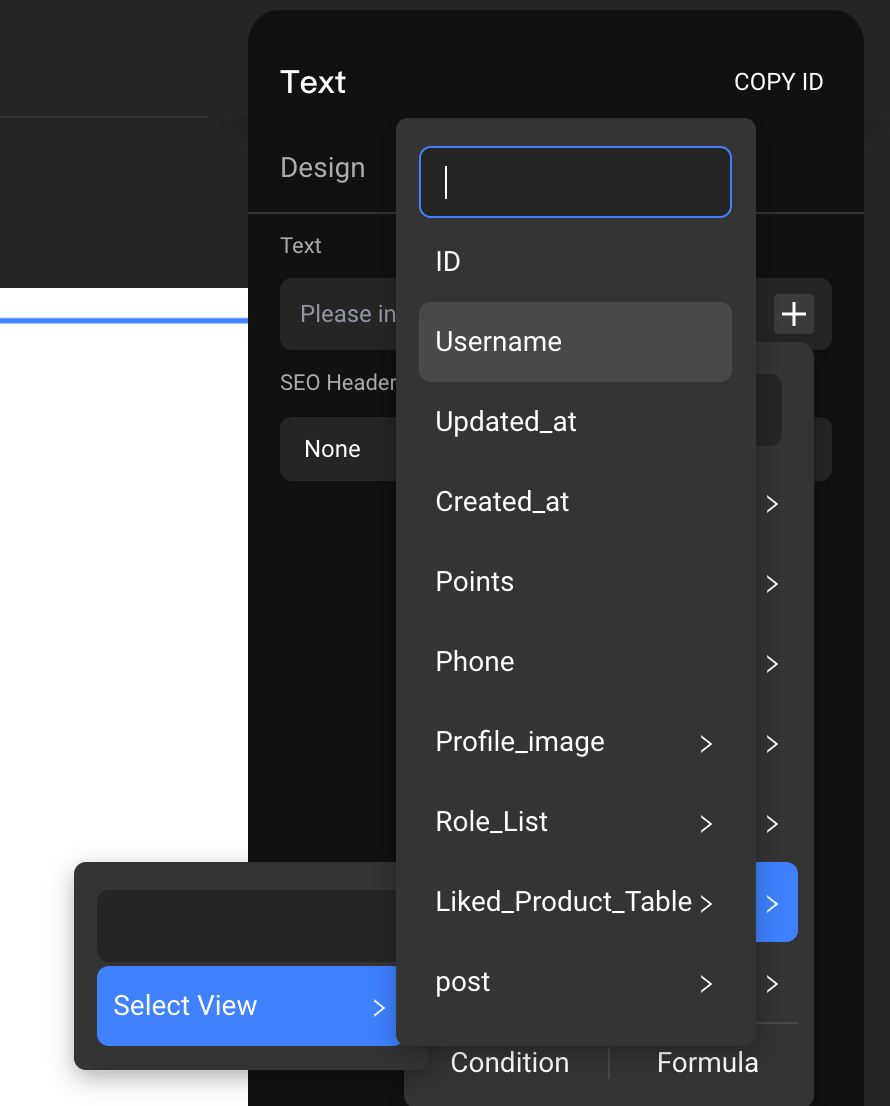 Text
COPY ID
Design
Text
Please in
SEO Header
None
ID
Username
Updated_at
Created_at
Points
Phone
Profile_image
Role_List
Liked_Product_Table
post
Select View
Condition
Formula